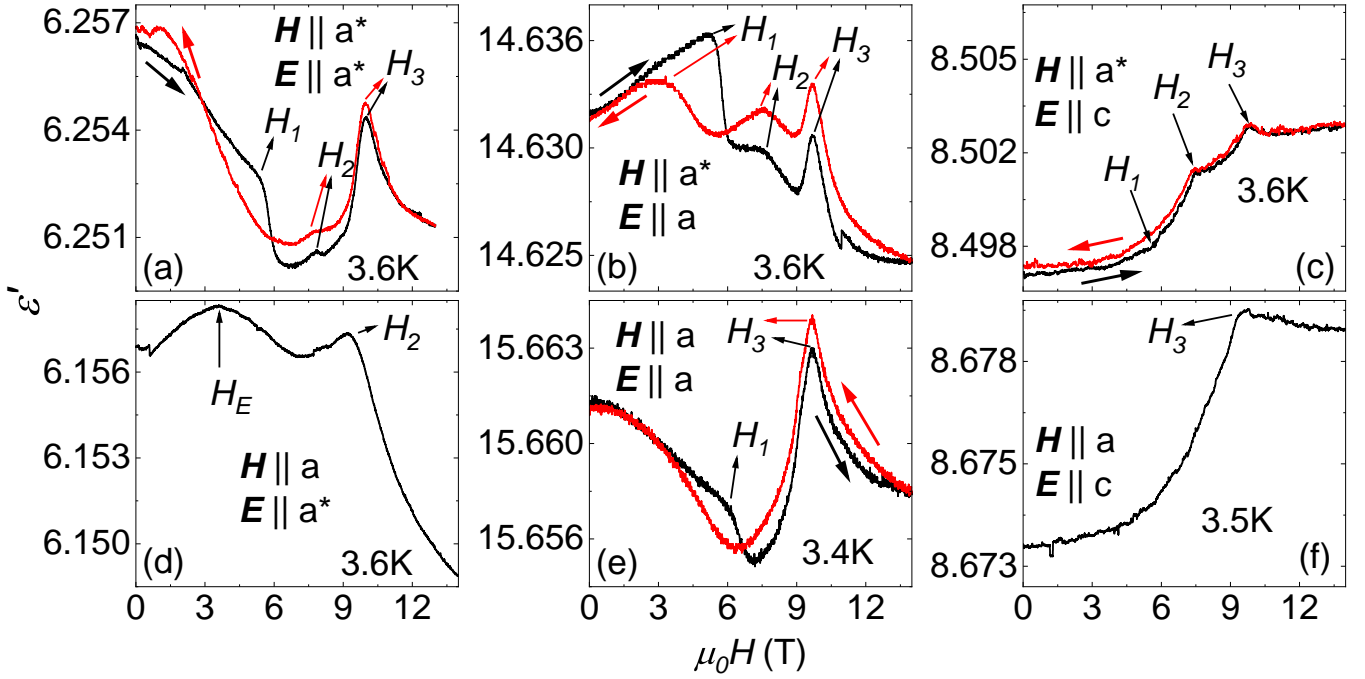 ε'
6.257
6.254
6.251
H || a*
E || a*
H1
H2
H3
(a)
3.6K
14.636
14.630
14.625
H1
H2
H3
H || a*
E || a
(b)
3.6K
8.505
8.502
8.498
H || a*
E || c
H1
H2
H3
3.6K
(c)
6.156
6.153
6.150
HE
H2
H || a
E || a*
(d)
3.6K
0 3 6 9 12
15.663
15.660
15.656
H || a
E || a
H3
H1
(e)
3.4K
0 3 6 9 12
8.678
8.675
8.673
H3
H || a
E || c
3.5K
(f)
0 3 6 9 12
μ0H (T)